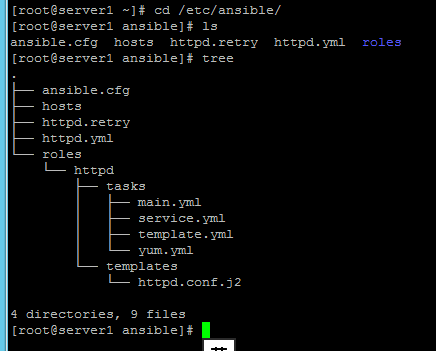 [root@server1 ~]# cd /etc/ansible/
[root@server1 ansible]# ls
ansible.cfg  hosts  httpd.retry  httpd.yml  roles
[root@server1 ansible]# tree
.
├── ansible.cfg
├── hosts
├── httpd.retry
├── httpd.yml
└── roles
    └── httpd
        ├── tasks
        │   ├── main.yml
        │   ├── service.yml
        │   ├── template.yml
        │   └── yum.yml
        └── templates
            └── httpd.conf.j2

4 directories, 9 files
[root@server1 ansible]#